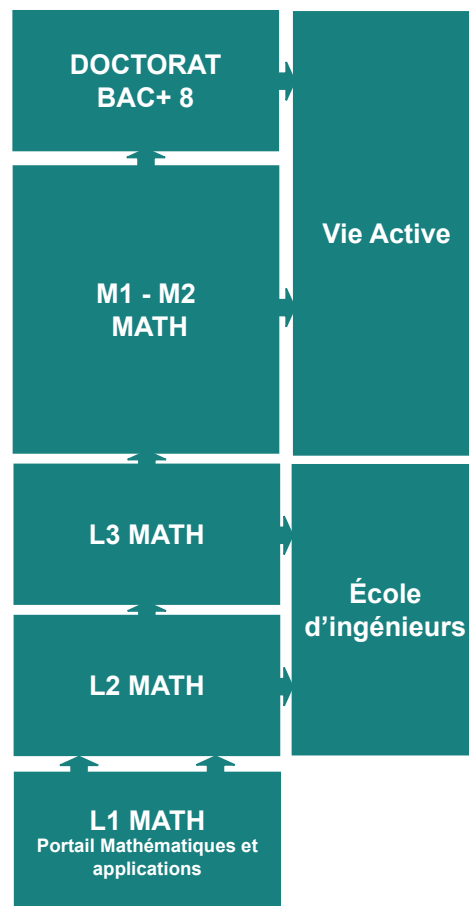 DOCTORAT
BAC+ 8
Vie Active
M1 - M2
MATH
L3 MATH
École
d’ingénieurs
L2 MATH
L1 MATH
Portail Mathématiques et
applications